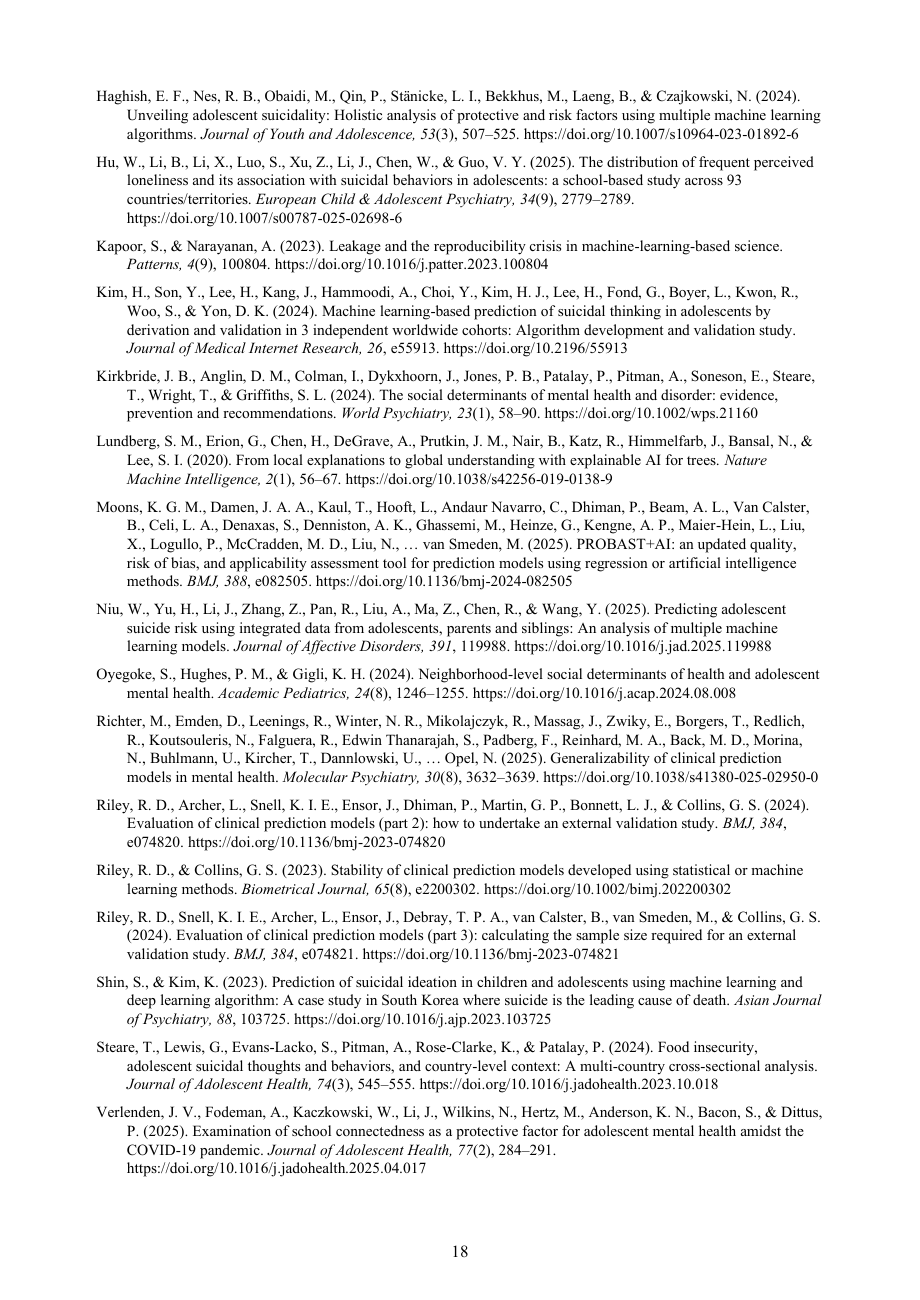 Haghish, E. F., Nes, R. B., Obaidi, M., Qin, P., Stänicke, L. I., Bekkhus, M., Laeng, B., & Czajkowski, N. (2024).
Unveiling adolescent suicidality: Holistic analysis of protective and risk factors using multiple machine learning
algorithms. Journal of Youth and Adolescence, 53(3), 507–525. https://doi.org/10.1007/s10964-023-01892-6
Hu, W., Li, B., Li, X., Luo, S., Xu, Z., Li, J., Chen, W., & Guo, V. Y. (2025). The distribution of frequent perceived
loneliness and its association with suicidal behaviors in adolescents: a school-based study across 93
countries/territories. European Child & Adolescent Psychiatry, 34(9), 2779–2789.
https://doi.org/10.1007/s00787-025-02698-6
Kapoor, S., & Narayanan, A. (2023). Leakage and the reproducibility crisis in machine-learning-based science.
Patterns, 4(9), 100804. https://doi.org/10.1016/j.patter.2023.100804
Kim, H., Son, Y., Lee, H., Kang, J., Hammoodi, A., Choi, Y., Kim, H. J., Lee, H., Fond, G., Boyer, L., Kwon, R.,
Woo, S., & Yon, D. K. (2024). Machine learning-based prediction of suicidal thinking in adolescents by
derivation and validation in 3 independent worldwide cohorts: Algorithm development and validation study.
Journal of Medical Internet Research, 26, e55913. https://doi.org/10.2196/55913
Kirkbride, J. B., Anglin, D. M., Colman, I., Dykxhoorn, J., Jones, P. B., Patalay, P., Pitman, A., Soneson, E., Steare,
T., Wright, T., & Griffiths, S. L. (2024). The social determinants of mental health and disorder: evidence,
prevention and recommendations. World Psychiatry, 23(1), 58–90. https://doi.org/10.1002/wps.21160
Lundberg, S. M., Erion, G., Chen, H., DeGrave, A., Prutkin, J. M., Nair, B., Katz, R., Himmelfarb, J., Bansal, N., &
Lee, S. I. (2020). From local explanations to global understanding with explainable AI for trees. Nature
Machine Intelligence, 2(1), 56–67. https://doi.org/10.1038/s42256-019-0138-9
Moons, K. G. M., Damen, J. A. A., Kaul, T., Hooft, L., Andaur Navarro, C., Dhiman, P., Beam, A. L., Van Calster,
B., Celi, L. A., Denaxas, S., Denniston, A. K., Ghassemi, M., Heinze, G., Kengne, A. P., Maier-Hein, L., Liu,
X., Logullo, P., McCradden, M. D., Liu, N., … van Smeden, M. (2025). PROBAST+AI: an updated quality,
risk of bias, and applicability assessment tool for prediction models using regression or artificial intelligence
methods. BMJ, 388, e082505. https://doi.org/10.1136/bmj-2024-082505
Niu, W., Yu, H., Li, J., Zhang, Z., Pan, R., Liu, A., Ma, Z., Chen, R., & Wang, Y. (2025). Predicting adolescent
suicide risk using integrated data from adolescents, parents and siblings: An analysis of multiple machine
learning models. Journal of Affective Disorders, 391, 119988. https://doi.org/10.1016/j.jad.2025.119988
Oyegoke, S., Hughes, P. M., & Gigli, K. H. (2024). Neighborhood-level social determinants of health and adolescent
mental health. Academic Pediatrics, 24(8), 1246–1255. https://doi.org/10.1016/j.acap.2024.08.008
Richter, M., Emden, D., Leenings, R., Winter, N. R., Mikolajczyk, R., Massag, J., Zwiky, E., Borgers, T., Redlich,
R., Koutsouleris, N., Falguera, R., Edwin Thanarajah, S., Padberg, F., Reinhard, M. A., Back, M. D., Morina,
N., Buhlmann, U., Kircher, T., Dannlowski, U., … Opel, N. (2025). Generalizability of clinical prediction
models in mental health. Molecular Psychiatry, 30(8), 3632–3639. https://doi.org/10.1038/s41380-025-02950-0
Riley, R. D., Archer, L., Snell, K. I. E., Ensor, J., Dhiman, P., Martin, G. P., Bonnett, L. J., & Collins, G. S. (2024).
Evaluation of clinical prediction models (part 2): how to undertake an external validation study. BMJ, 384,
e074820. https://doi.org/10.1136/bmj-2023-074820
Riley, R. D., & Collins, G. S. (2023). Stability of clinical prediction models developed using statistical or machine
learning methods. Biometrical Journal, 65(8), e2200302. https://doi.org/10.1002/bimj.202200302
Riley, R. D., Snell, K. I. E., Archer, L., Ensor, J., Debray, T. P. A., van Calster, B., van Smeden, M., & Collins, G. S.
(2024). Evaluation of clinical prediction models (part 3): calculating the sample size required for an external
validation study. BMJ, 384, e074821. https://doi.org/10.1136/bmj-2023-074821
Shin, S., & Kim, K. (2023). Prediction of suicidal ideation in children and adolescents using machine learning and
deep learning algorithm: A case study in South Korea where suicide is the leading cause of death. Asian Journal
of Psychiatry, 88, 103725. https://doi.org/10.1016/j.ajp.2023.103725
Steare, T., Lewis, G., Evans-Lacko, S., Pitman, A., Rose-Clarke, K., & Patalay, P. (2024). Food insecurity,
adolescent suicidal thoughts and behaviors, and country-level context: A multi-country cross-sectional analysis.
Journal of Adolescent Health, 74(3), 545–555. https://doi.org/10.1016/j.jadohealth.2023.10.018
Verlenden, J. V., Fodeman, A., Kaczkowski, W., Li, J., Wilkins, N., Hertz, M., Anderson, K. N., Bacon, S., & Dittus,
P. (2025). Examination of school connectedness as a protective factor for adolescent mental health amidst the
COVID-19 pandemic. Journal of Adolescent Health, 77(2), 284–291.
https://doi.org/10.1016/j.jadohealth.2025.04.017
18